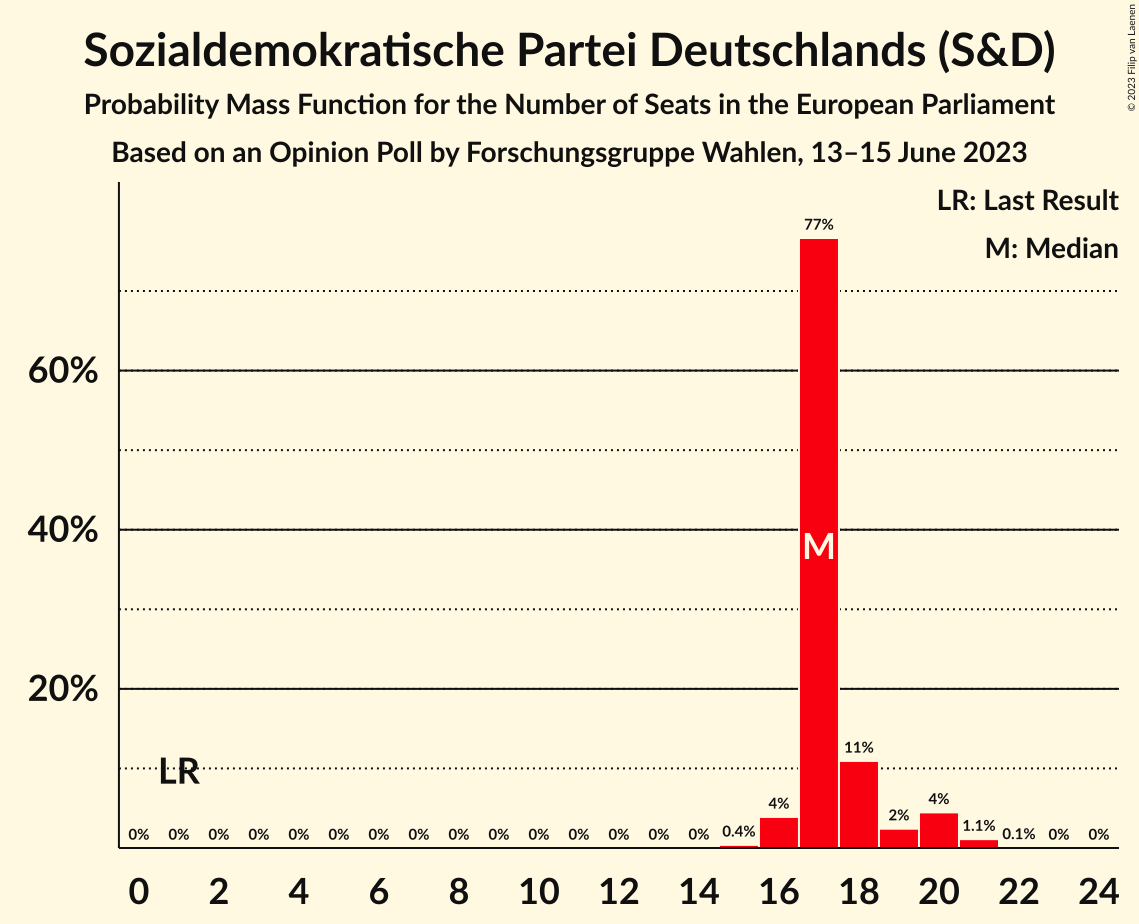 Sozialdemokratische Partei Deutschlands (S&D)
Probability Mass Function for the Number of Seats in the European Parliament
Based on an Opinion Poll by Forschungsgruppe Wahlen, 13–15 June 2023
© 2023 Filip van Laenen
LR: Last Result
M: Median
77%
60%
40%
M
20%
11%
LR
0% 0% 0% 0% 0% 0% 0% 0% 0% 0% 0% 0% 0% 0% 0% 0.4% 4% 2% 4% 1.1% 0.1% 0% 0%
0 2 4 6 8 10 12 14 16 18 20 22 24